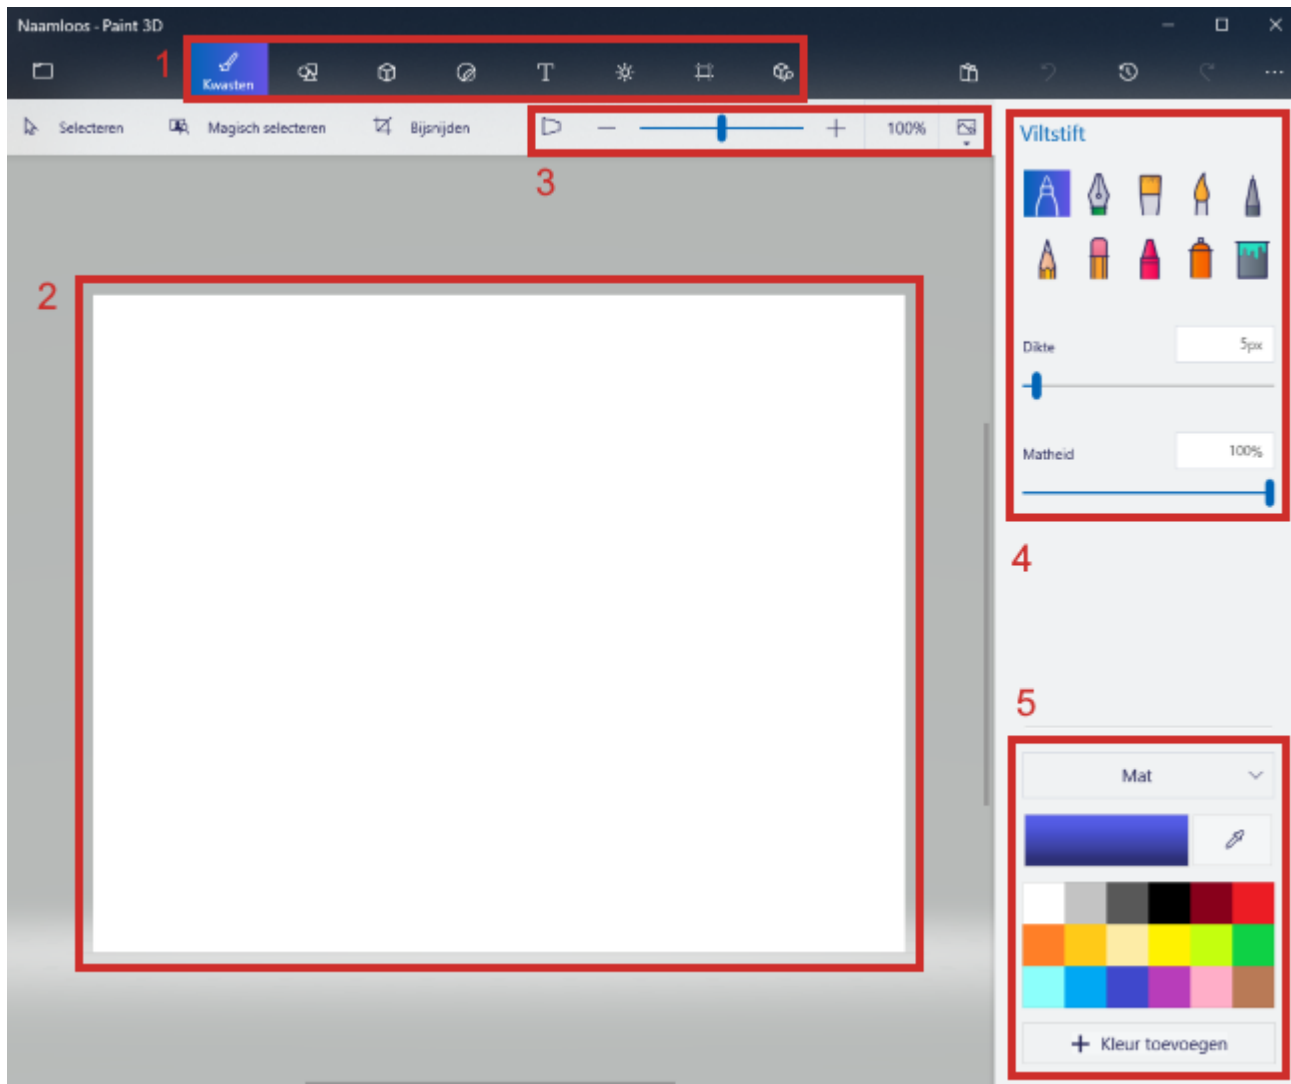 Naamloos - Paint 3D
1
Kwasten
Selecteren
Magisch selecteren
Bijsnijden
100%
3
2
Viltstift
Dikte
5px
Matheid
100%
4
5
Mat
Kleur toevoegen